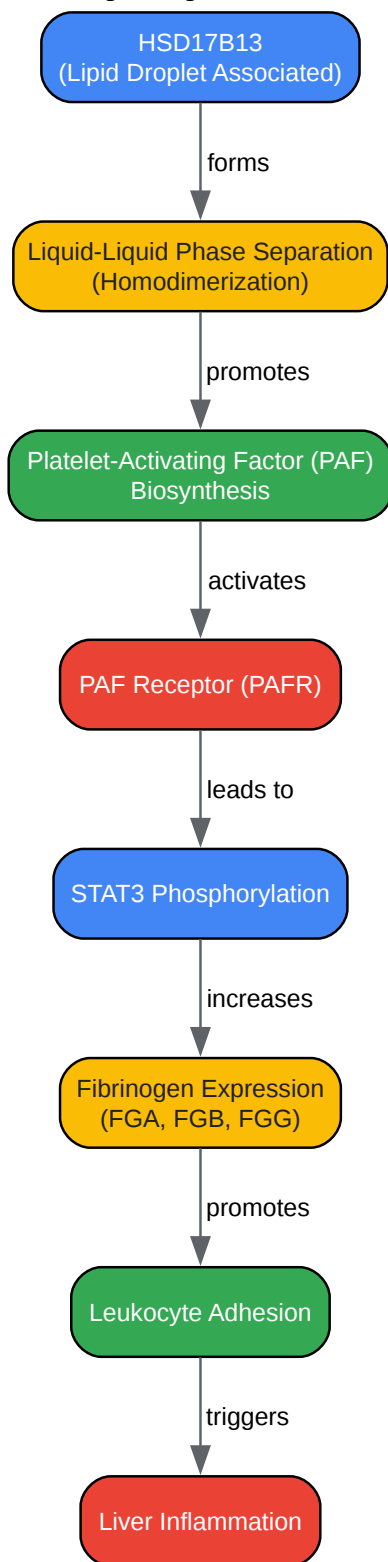 HSD17B13
(Lipid Droplet Associated)
forms
Liquid-Liquid Phase Separation
(Homodimerization)
promotes
Platelet-Activating Factor (PAF)
Biosynthesis
activates
PAF Receptor (PAFR)
leads to
STAT3 Phosphorylation
increases
Fibrinogen Expression
(FGA, FGB, FGG)
promotes
Leukocyte Adhesion
triggers
Liver Inflammation